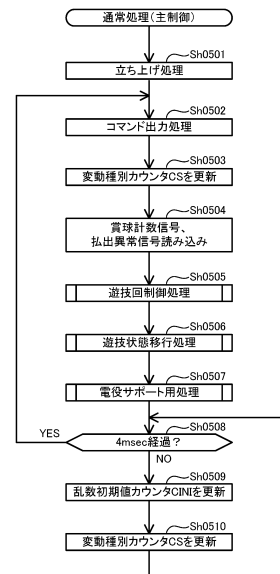 通常処理(主制御)
Sh0501
立ち上げ処理
Sh0502
コマンド出力処理
Sh0503
変動種別カウンタCSを更新
Sh0504
賞球計数信号、
払出異常信号読み込み
Sh0505
遊技回制御処理
Sh0506
遊技状態移行処理
Sh0507
電役サポート用処理
Sh0508
YES
4msec経過?
NO
Sh0509
乱数初期値カウンタCINIを更新
Sh0510
変動種別カウンタCSを更新